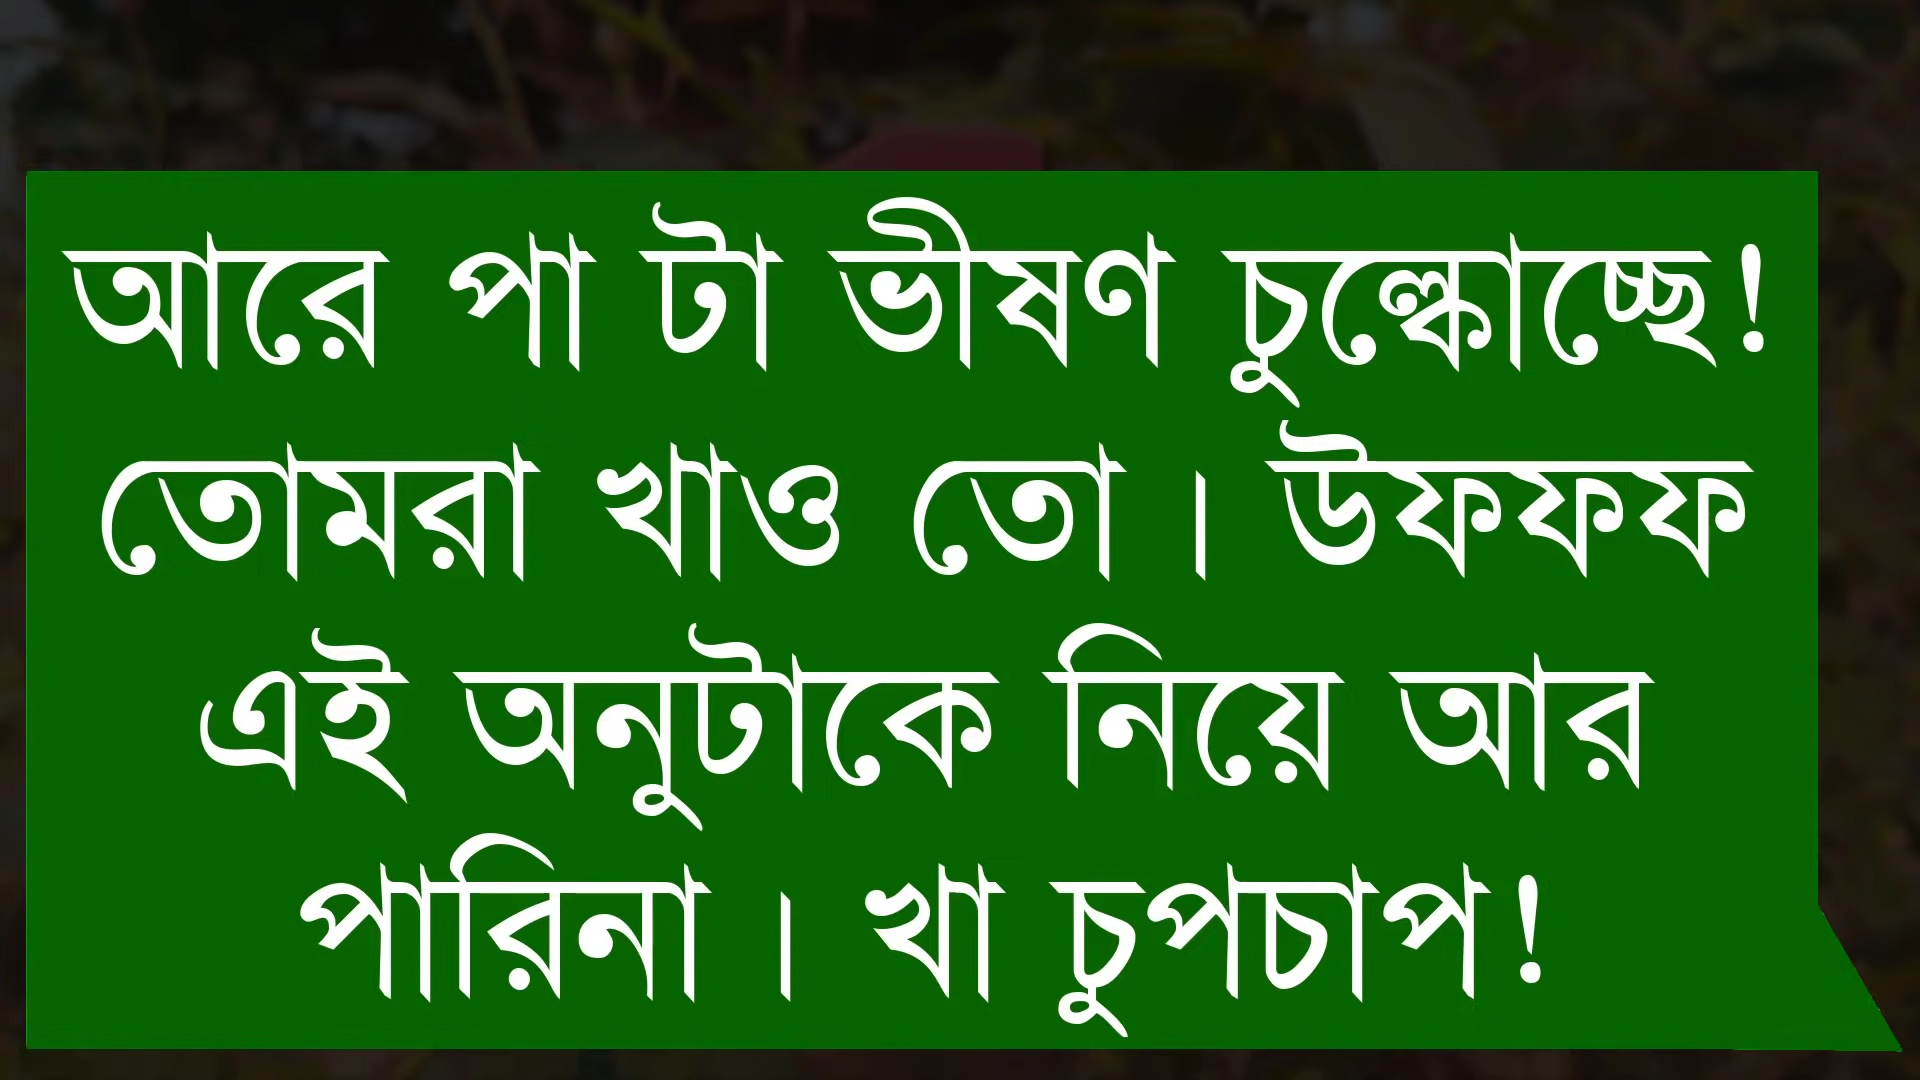 আরে পা টা ভীষণ চুল্কোচ্ছে!
তোমরা খাও তো । উফফফ
এই অনুটাকে নিয়ে আর
পারিনা । খা চুপচাপ!